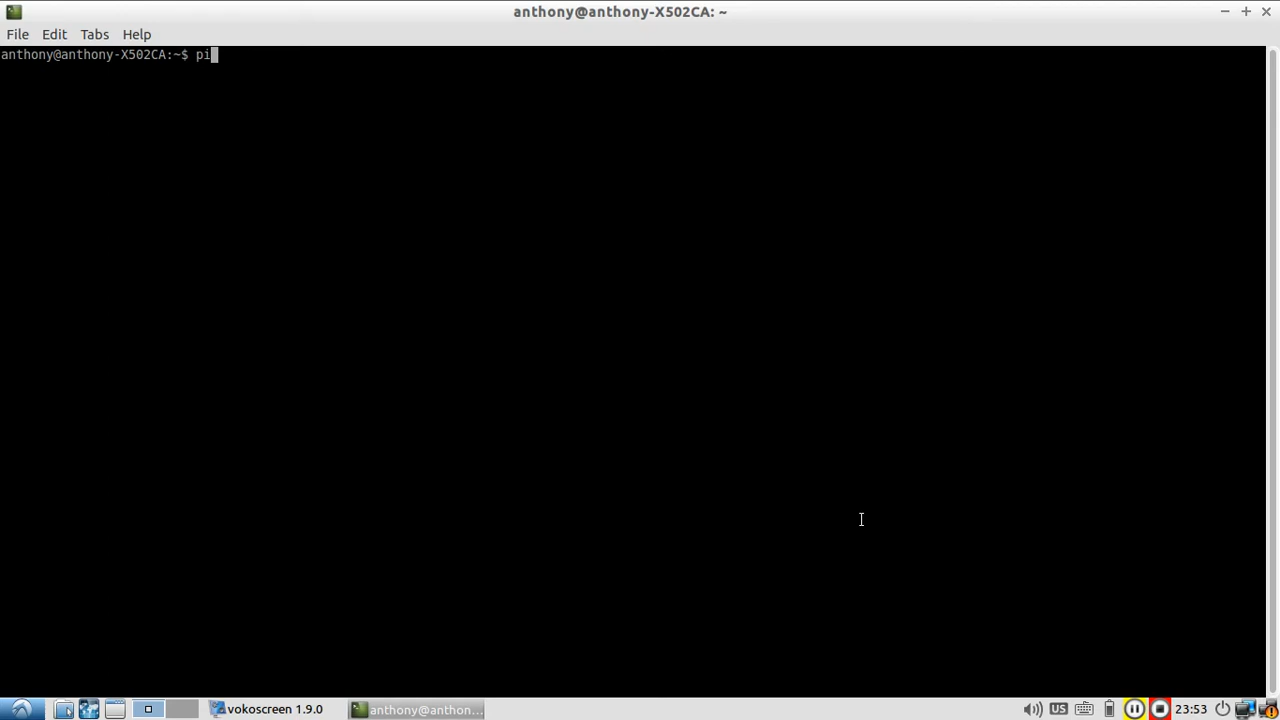 anthony@anthony-X502CA: ~
File Edit Tabs Help
anthony@anthony-X502CA:~$ pi
vokoscreen 1.9.0
anthony@anthon...
US
23:53